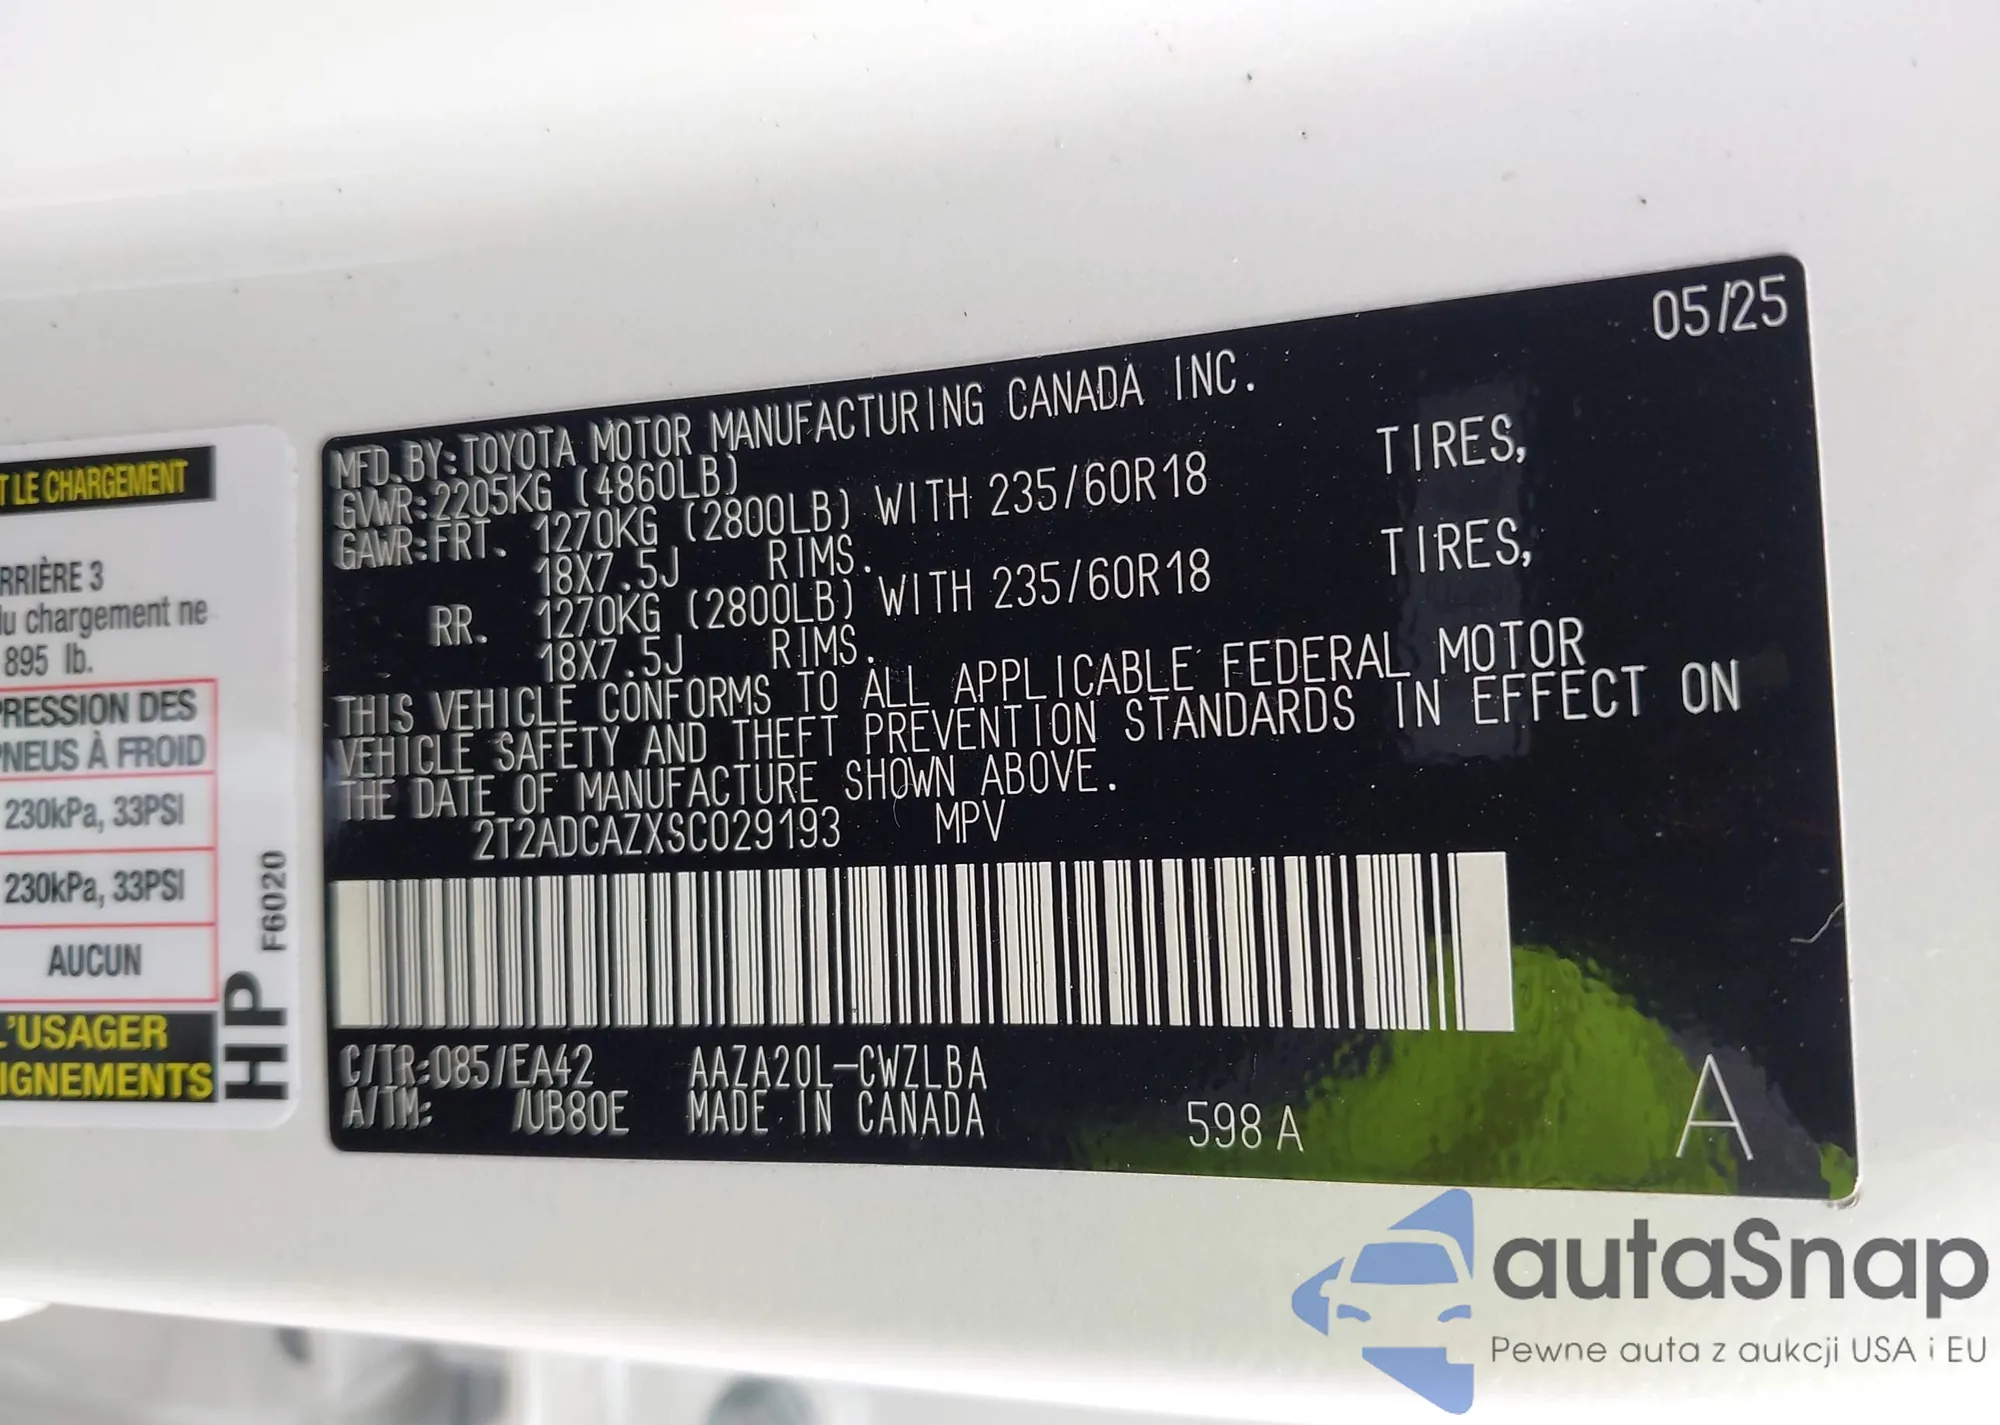 T LE CHARGEMENT
RRIÈRE 3
du chargement ne
895 lb.
PRESSION DES
PNEUS À FROID
230kPa, 33PSI
230kPa, 33PSI
AUCUN
L'USAGER
IGNEMENTS
HP F6020
05/25
MFD.BY:TOYOTA MOTOR MANUFACTURING CANADA INC.
GVWR:2205KG (4860LB)
GAWR:FRT. 1270KG (2800LB) WITH 235/60R18 TIRES,
18X7.5J RIMS.
RR. 1270KG (2800LB) WITH 235/60R18 TIRES,
18X7.5J RIMS.
THIS VEHICLE CONFORMS TO ALL APPLICABLE FEDERAL MOTOR
VEHICLE SAFETY AND THEFT PREVENTION STANDARDS IN EFFECT ON
THE DATE OF MANUFACTURE SHOWN ABOVE.
2T2ADCAZXSC029193 MPV
C/TR:085/EA42 AAZA20L-CWZLBA
A/TM: /UB80E MADE IN CANADA 598 A A
autaSnap
Pewne auta z aukcji USA i EU